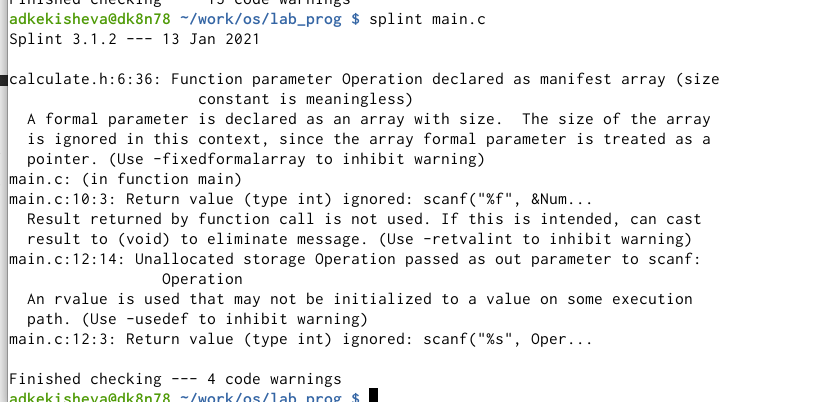 Finished checking --- 15 code warnings
adkekisheva@dk8n78 ~/work/os/lab_prog $ splint main.c
Splint 3.1.2 --- 13 Jan 2021
calculate.h:6:36: Function parameter Operation declared as manifest array (size
constant is meaningless)
A formal parameter is declared as an array with size.  The size of the array
is ignored in this context, since the array formal parameter is treated as a
pointer. (Use -fixedformalarray to inhibit warning)
main.c: (in function main)
main.c:10:3: Return value (type int) ignored: scanf("%f", &Num...
Result returned by function call is not used. If this is intended, can cast
result to (void) to eliminate message. (Use -retvalint to inhibit warning)
main.c:12:14: Unallocated storage Operation passed as out parameter to scanf:
Operation
An rvalue is used that may not be initialized to a value on some execution
path. (Use -usedef to inhibit warning)
main.c:12:3: Return value (type int) ignored: scanf("%s", Oper...
Finished checking --- 4 code warnings
adkekisheva@dk8n78 ~/work/os/lab_prog $